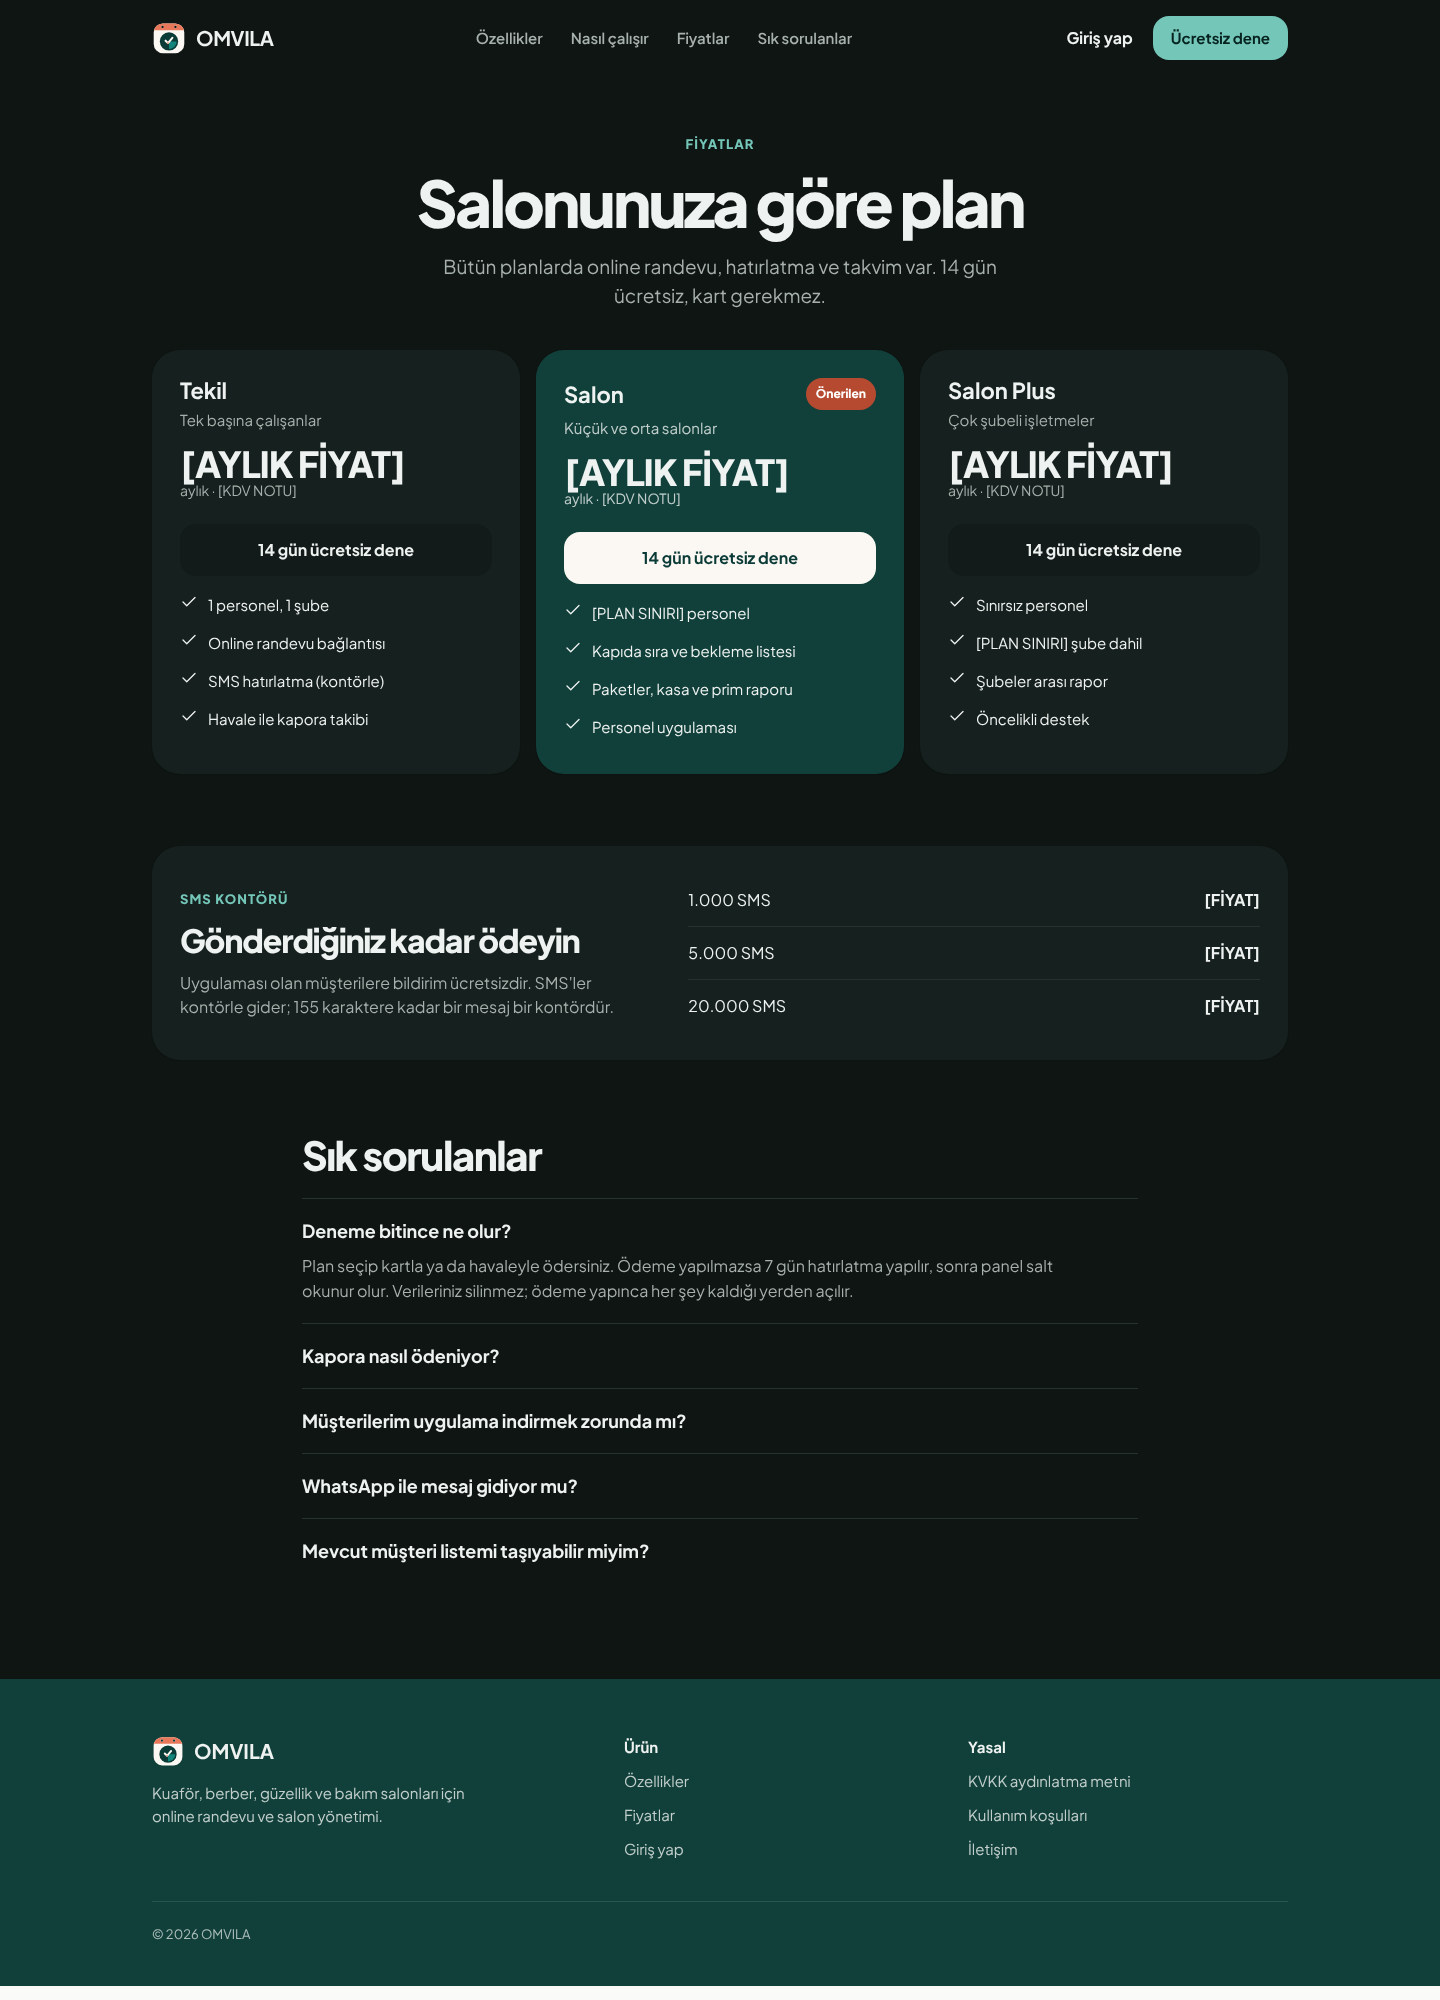 OMVILA
Özellikler
Nasıl çalışır
Fiyatlar
Sık sorulanlar
Giriş yap
Ücretsiz dene
FİYATLAR
Salonunuza göre plan
Bütün planlarda online randevu, hatırlatma ve takvim var. 14 gün
ücretsiz, kart gerekmez.
Tekil
Tek başına çalışanlar
[AYLIK FİYAT]
aylık · [KDV NOTU]
14 gün ücretsiz dene
1 personel, 1 şube
Online randevu bağlantısı
SMS hatırlatma (kontörle)
Havale ile kapora takibi
Salon
Önerilen
Küçük ve orta salonlar
[AYLIK FİYAT]
aylık · [KDV NOTU]
14 gün ücretsiz dene
[PLAN SINIRI] personel
Kapıda sıra ve bekleme listesi
Paketler, kasa ve prim raporu
Personel uygulaması
Salon Plus
Çok şubeli işletmeler
[AYLIK FİYAT]
aylık · [KDV NOTU]
14 gün ücretsiz dene
Sınırsız personel
[PLAN SINIRI] şube dahil
Şubeler arası rapor
Öncelikli destek
SMS KONTÖRÜ
Gönderdiğiniz kadar ödeyin
Uygulaması olan müşterilere bildirim ücretsizdir. SMS'ler
kontörle gider; 155 karaktere kadar bir mesaj bir kontördür.
1.000 SMS [FİYAT]
5.000 SMS [FİYAT]
20.000 SMS [FİYAT]
Sık sorulanlar
Deneme bitince ne olur?
Plan seçip kartla ya da havaleyle ödersiniz. Ödeme yapılmazsa 7 gün hatırlatma yapılır, sonra panel salt
okunur olur. Verileriniz silinmez; ödeme yapınca her şey kaldığı yerden açılır.
Kapora nasıl ödeniyor?
Müşterilerim uygulama indirmek zorunda mı?
WhatsApp ile mesaj gidiyor mu?
Mevcut müşteri listemi taşıyabilir miyim?
OMVILA
Kuaför, berber, güzellik ve bakım salonları için
online randevu ve salon yönetimi.
Ürün
Özellikler
Fiyatlar
Giriş yap
Yasal
KVKK aydınlatma metni
Kullanım koşulları
İletişim
© 2026 OMVILA